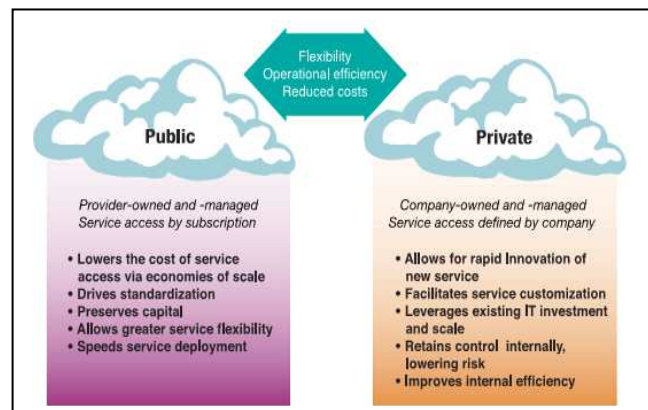 Flexibility
Operational efficiency
Reduced costs
Public
Provider-owned and -managed
Service access by subscription
• Lowers the cost of service
access via economies of scale
• Drives standardization
• Preserves capital
• Allows greater service flexibility
• Speeds service deployment
Private
Company-owned and -managed
Service access defined by company
• Allows for rapid Innovation of
new service
• Facilitates service customization
• Leverages existing IT investment
and scale
• Retains control internally,
lowering risk
• Improves internal efficiency